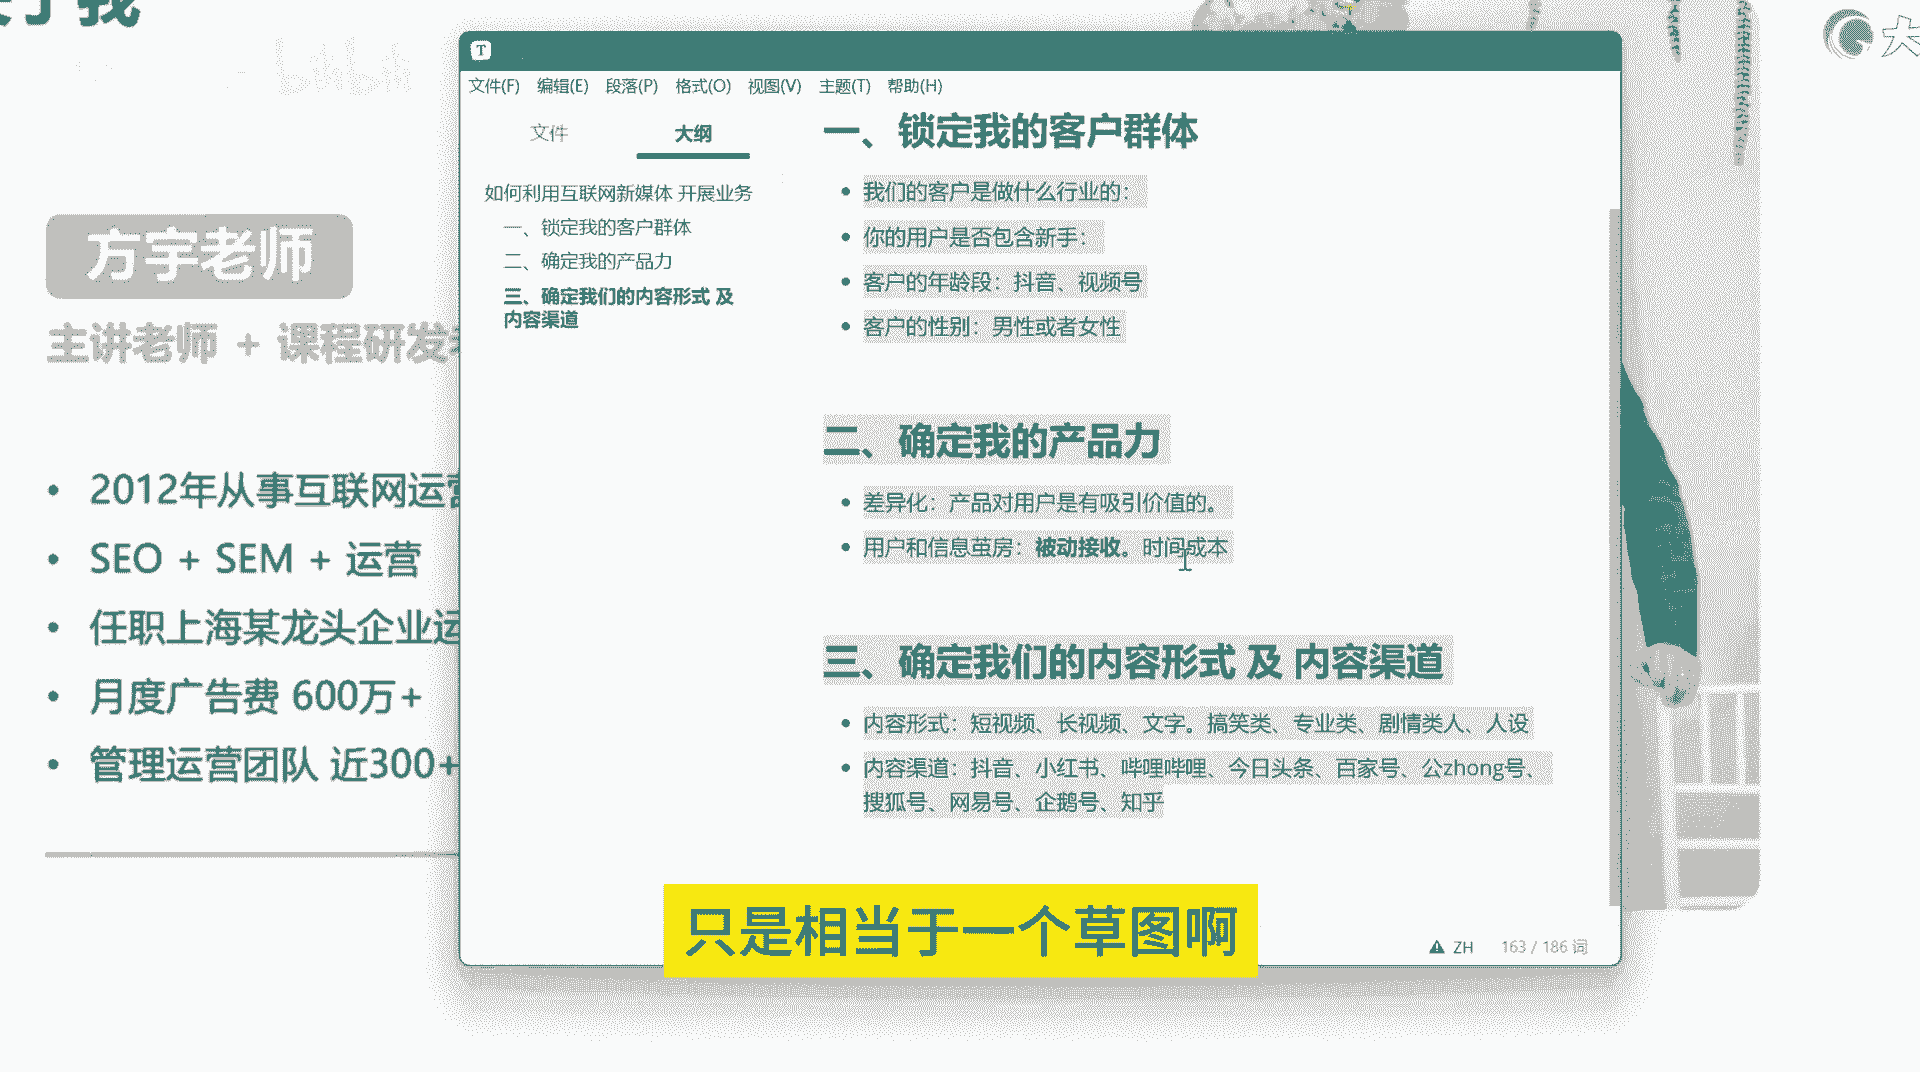 了我
bilibili
大
方宇老师
主讲老师 + 课程研发
2012年从事互联网运营
SEO + SEM + 运营
任职上海某龙头企业运
月度广告费 600万+
管理运营团队 近300+
T
文件(F) 编辑(E) 段落(P) 格式(O) 视图(V) 主题(T) 帮助(H)
文件 大纲
如何利用互联网新媒体 开展业务
一、锁定我的客户群体
二、确定我的产品力
三、确定我们的内容形式 及
内容渠道
一、锁定我的客户群体
我们的客户是做什么行业的:
你的用户是否包含新手:
客户的年龄段：抖音、视频号
客户的性别：男性或者女性
二、确定我的产品力
差异化：产品对用户是有吸引价值的。
用户和信息茧房：被动接收。时间成本
三、确定我们的内容形式 及 内容渠道
内容形式：短视频、长视频、文字。搞笑类、专业类、剧情类人、人设
内容渠道：抖音、小红书、哔哩哔哩、今日头条、百家号、公zhong号、
搜狐号、网易号、企鹅号、知乎
ZH 163 / 186 词
只是相当于一个草图啊